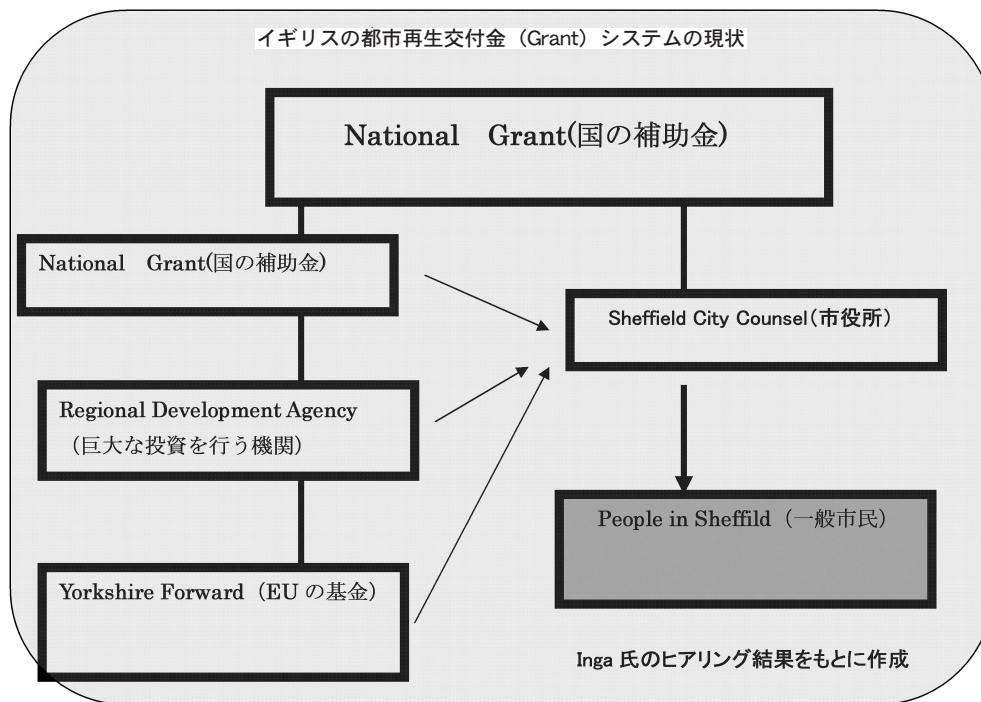 イギリスの都市再生交付金（Grant）システムの現状
National　Grant(国の補助金)
National　Grant(国の補助金)
Sheffield City Counsel（市役所）
Regional Development Agency
（巨大な投資を行う機関）
People in Sheffild（一般市民）
Yorkshire Forward（EU の基金）
Inga 氏のヒアリング結果をもとに作成